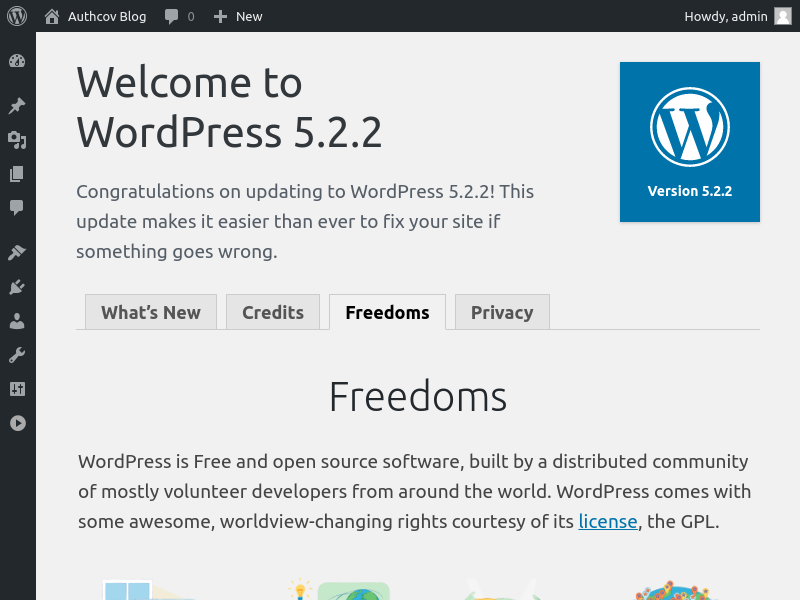 Authcov Blog 0 New Howdy, admin
Welcome to
WordPress 5.2.2
Version 5.2.2
Congratulations on updating to WordPress 5.2.2! This
update makes it easier than ever to fix your site if
something goes wrong.
What’s New Credits Freedoms Privacy
Freedoms
WordPress is Free and open source software, built by a distributed community
of mostly volunteer developers from around the world. WordPress comes with
some awesome, worldview-changing rights courtesy of its license, the GPL.